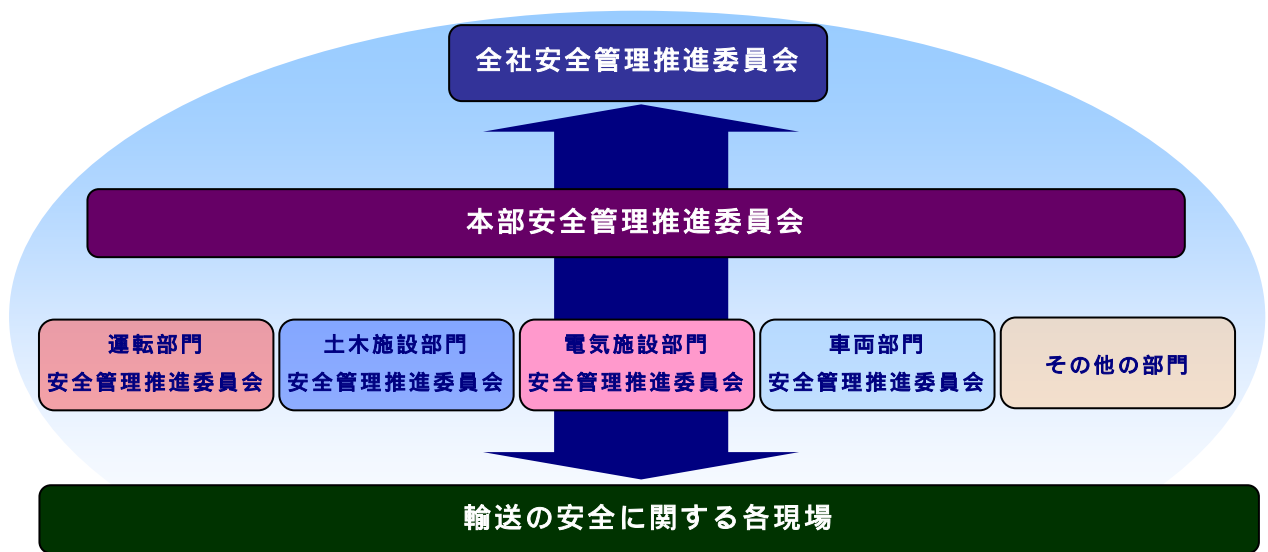 全社安全管理推進委員会
本部安全管理推進委員会
運転部門
安全管理推進委員会
土木施設部門
安全管理推進委員会
電気施設部門
安全管理推進委員会
車両部門
安全管理推進委員会
その他の部門
輸送の安全に関する各現場